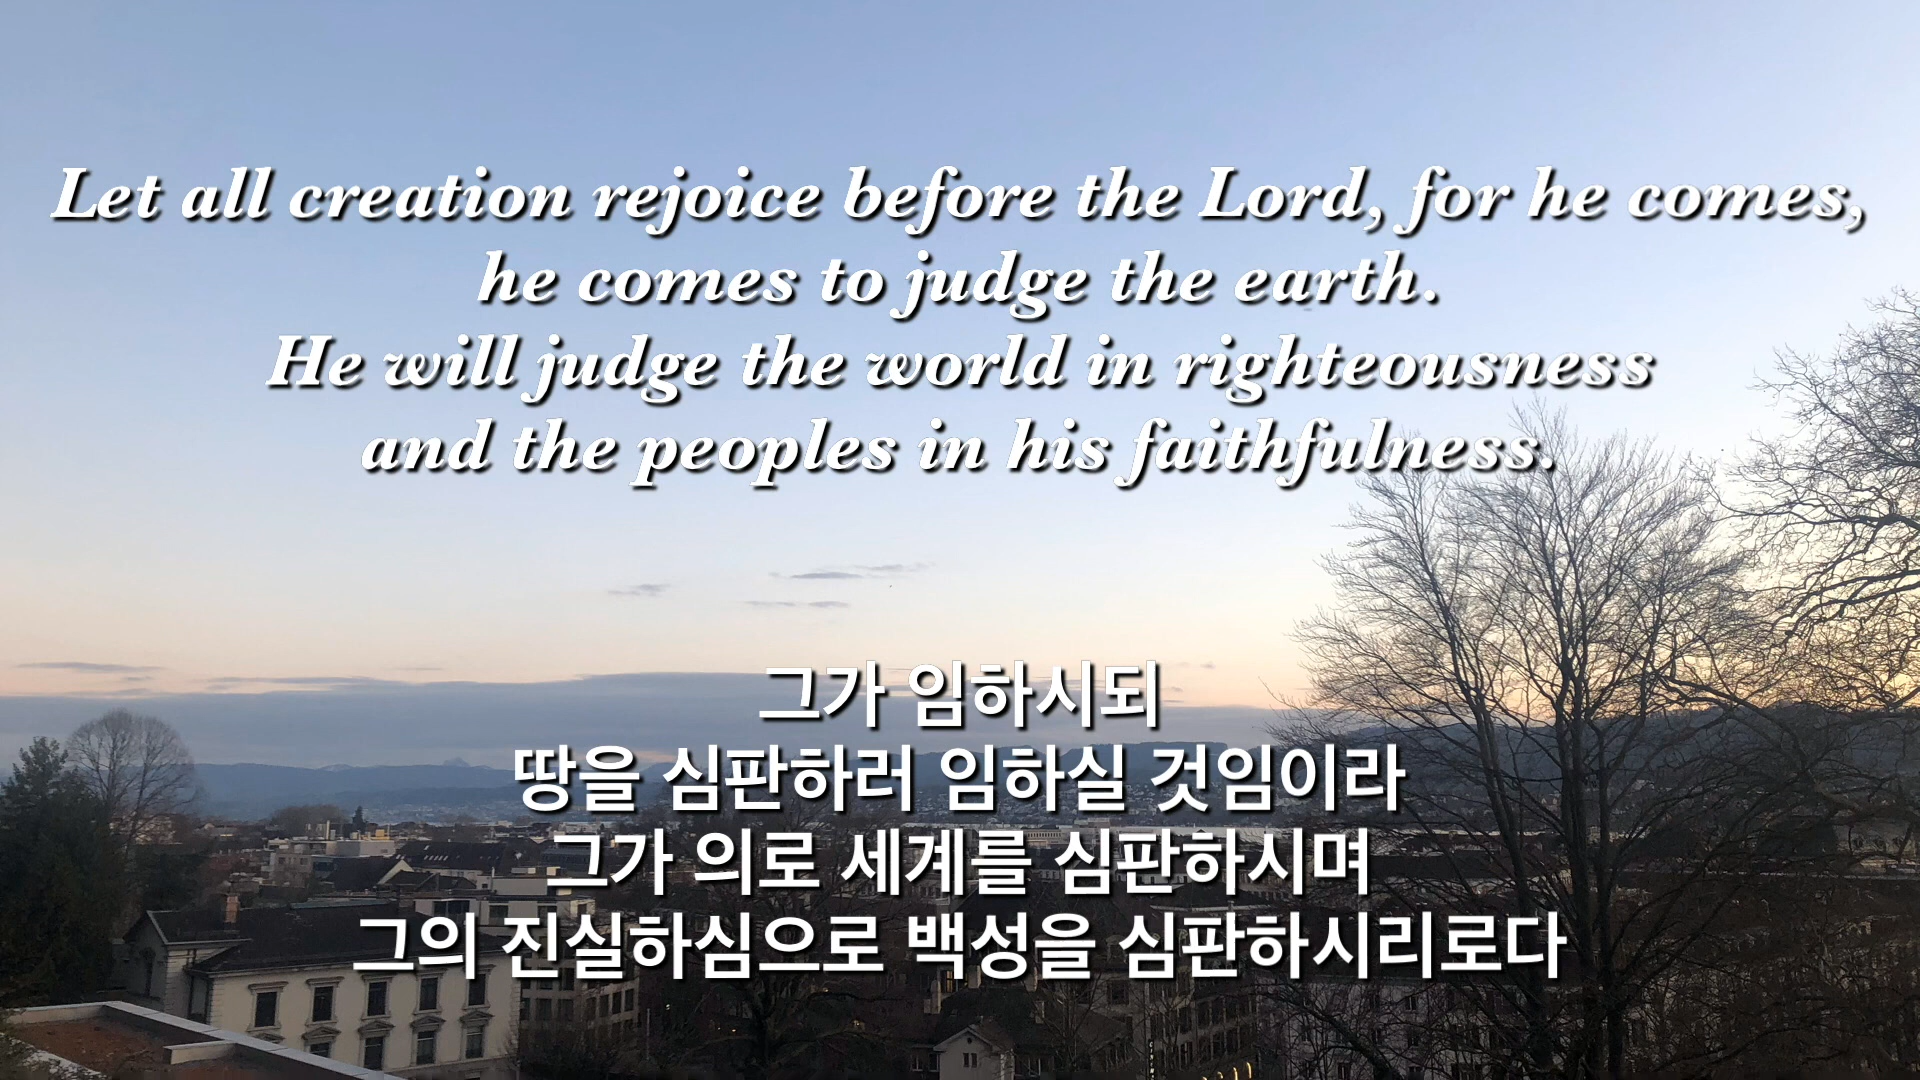 Let all creation rejoice before the Lord, for he comes,
he comes to judge the earth.
He will judge the world in righteousness
and the peoples in his faithfulness.
그가 임하시되
땅을 심판하러 임하실 것임이라
그가 의로 세계를 심판하시며
그의 진실하심으로 백성을 심판하시리로다